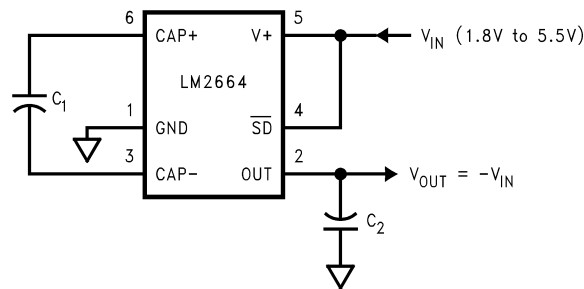 6 CAP+ V+ 5 V_IN (1.8V to 5.5V)
LM2664
C_1
1 GND S̅D̅ 4
3 CAP- OUT 2 V_OUT = -V_IN
C_2